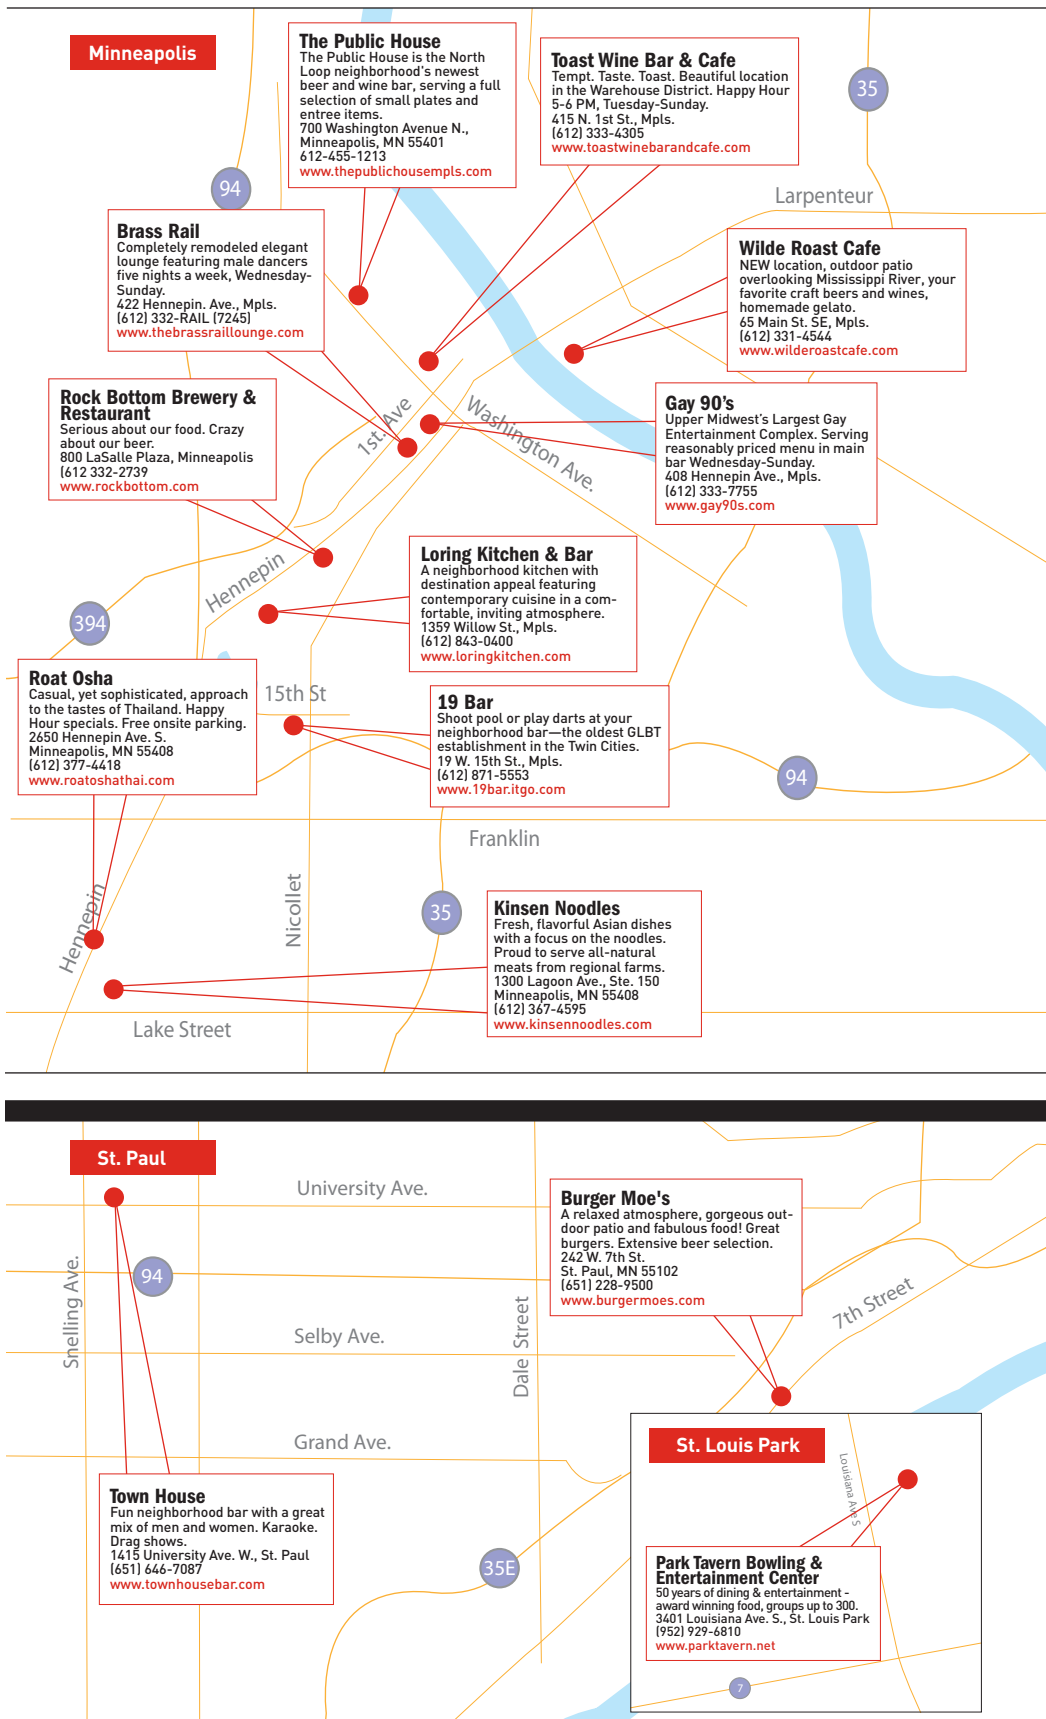 Minneapolis
The Public House
The Public House is the North
Loop neighborhood's newest
beer and wine bar, serving a full
selection of small plates and
entree items.
700 Washington Avenue N.,
Minneapolis, MN 55401
612-455-1213
www.thepublichousempls.com
Toast Wine Bar & Cafe
Tempt. Taste. Toast. Beautiful location
in the Warehouse District. Happy Hour
5-6 PM, Tuesday-Sunday.
415 N. 1st St., Mpls.
(612) 333-4305
www.toastwinebarandcafe.com
35
94
Larpenteur
Brass Rail
Completely remodeled elegant
lounge featuring male dancers
five nights a week, Wednesday-
Sunday.
422 Hennepin. Ave., Mpls.
(612) 332-RAIL (7245)
www.thebrassraillounge.com
Wilde Roast Cafe
NEW location, outdoor patio
overlooking Mississippi River, your
favorite craft beers and wines,
homemade gelato.
65 Main St. SE, Mpls.
(612) 331-4544
www.wilderoastcafe.com
Rock Bottom Brewery &
Restaurant
Serious about our food. Crazy
about our beer.
800 LaSalle Plaza, Minneapolis
(612 332-2739
www.rockbottom.com
1st. Ave
Washington Ave.
Gay 90's
Upper Midwest's Largest Gay
Entertainment Complex. Serving
reasonably priced menu in main
bar Wednesday-Sunday.
408 Hennepin Ave., Mpls.
(612) 333-7755
www.gay90s.com
Hennepin
Loring Kitchen & Bar
A neighborhood kitchen with
destination appeal featuring
contemporary cuisine in a com-
fortable, inviting atmosphere.
1359 Willow St., Mpls.
(612) 843-0400
www.loringkitchen.com
394
Roat Osha
Casual, yet sophisticated, approach
to the tastes of Thailand. Happy
Hour specials. Free onsite parking.
2650 Hennepin Ave. S.
Minneapolis, MN 55408
(612) 377-4418
www.roatoshathai.com
15th St
19 Bar
Shoot pool or play darts at your
neighborhood bar—the oldest GLBT
establishment in the Twin Cities.
19 W. 15th St., Mpls.
(612) 871-5553
www.19bar.itgo.com
94
Franklin
Hennepin
Nicollet
35
Kinsen Noodles
Fresh, flavorful Asian dishes
with a focus on the noodles.
Proud to serve all-natural
meats from regional farms.
1300 Lagoon Ave., Ste. 150
Minneapolis, MN 55408
(612) 367-4595
www.kinsennoodles.com
Lake Street
St. Paul
University Ave.
Snelling Ave.
94
Burger Moe's
A relaxed atmosphere, gorgeous out-
door patio and fabulous food! Great
burgers. Extensive beer selection.
242 W. 7th St.
St. Paul, MN 55102
(651) 228-9500
www.burgermoes.com
7th Street
Selby Ave.
Dale Street
Grand Ave.
St. Louis Park
Louisiana Ave S
Town House
Fun neighborhood bar with a great
mix of men and women. Karaoke.
Drag shows.
1415 University Ave. W., St. Paul
(651) 646-7087
www.townhousebar.com
35E
Park Tavern Bowling &
Entertainment Center
50 years of dining & entertainment -
award winning food, groups up to 300.
3401 Louisiana Ave. S., St. Louis Park
(952) 929-6810
www.parktavern.net
7